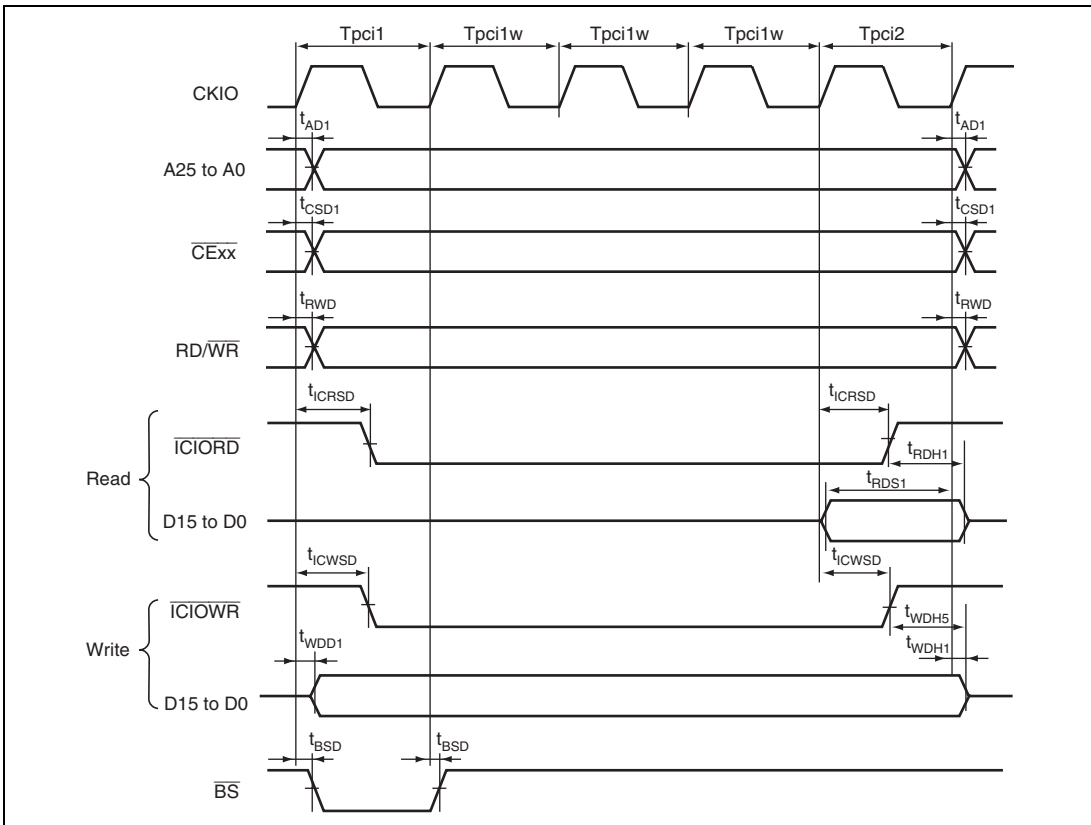 Tpci1 Tpci1w Tpci1w Tpci1w Tpci2
CKIO
tAD1 tAD1
A25 to A0
tCSD1 tCSD1
CExx
tRWD tRWD
RD/WR
tICRSD tICRSD
ICIORD
tRDH1
Read
tRDS1
D15 to D0
tICWSD tICWSD
ICIOWR
tWDH5
Write
tWDD1 tWDH1
D15 to D0
tBSD tBSD
BS